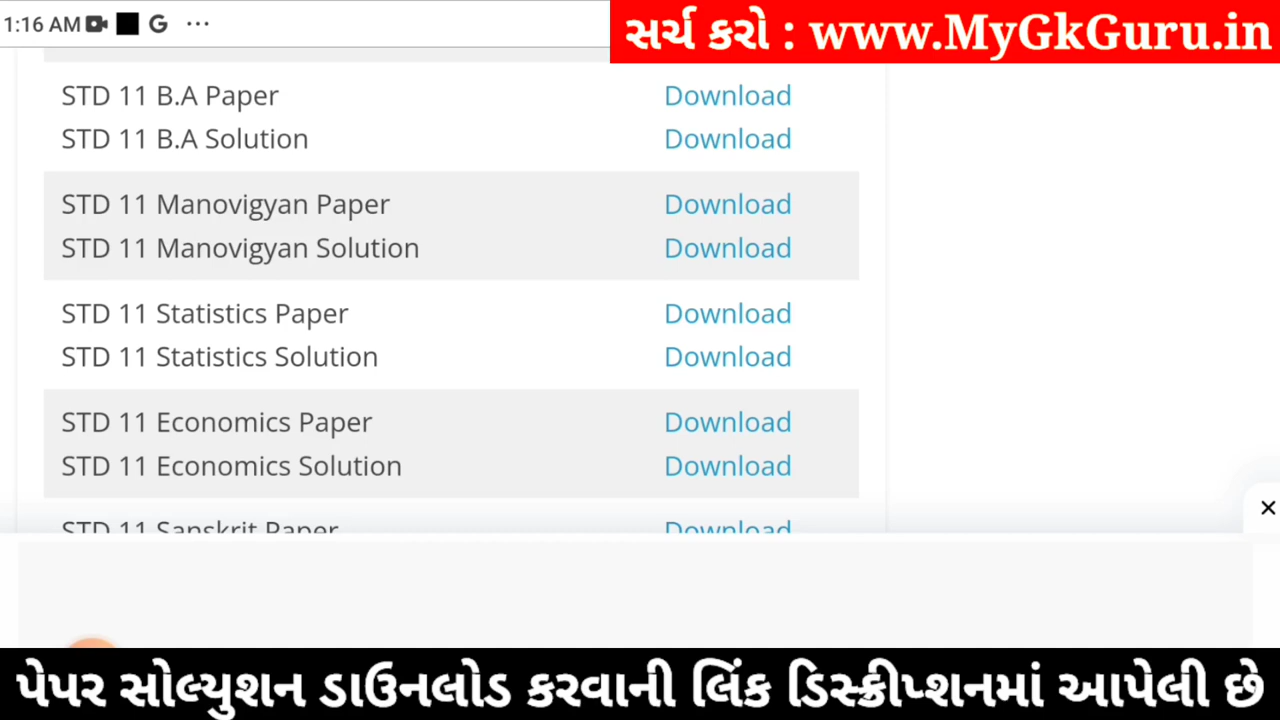 1:16 AM G ...
સર્ચ કરો : www.MyGkGuru.in
STD 11 B.A Paper Download
STD 11 B.A Solution Download
STD 11 Manovigyan Paper Download
STD 11 Manovigyan Solution Download
STD 11 Statistics Paper Download
STD 11 Statistics Solution Download
STD 11 Economics Paper Download
STD 11 Economics Solution Download
STD 11 Sanskrit Paper Download
પેપર સોલ્યુશન ડાઉનલોડ કરવાની લિંક ડિસ્ક્રીપ્શનમાં આપેલી છે